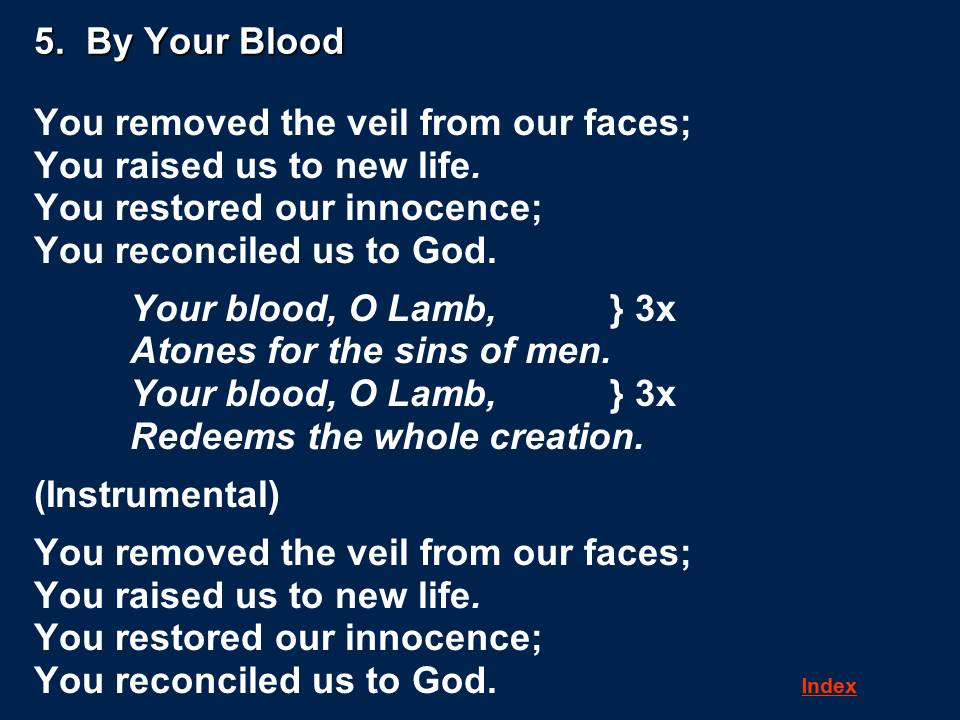 5. By Your Blood
You removed the veil from our faces;
You raised us to new life.
You restored our innocence;
You reconciled us to God.
Your blood, O Lamb, } 3x
Atones for the sins of men.
Your blood, O Lamb, } 3x
Redeems the whole creation.
(Instrumental)
You removed the veil from our faces;
You raised us to new life.
You restored our innocence;
You reconciled us to God.
Index